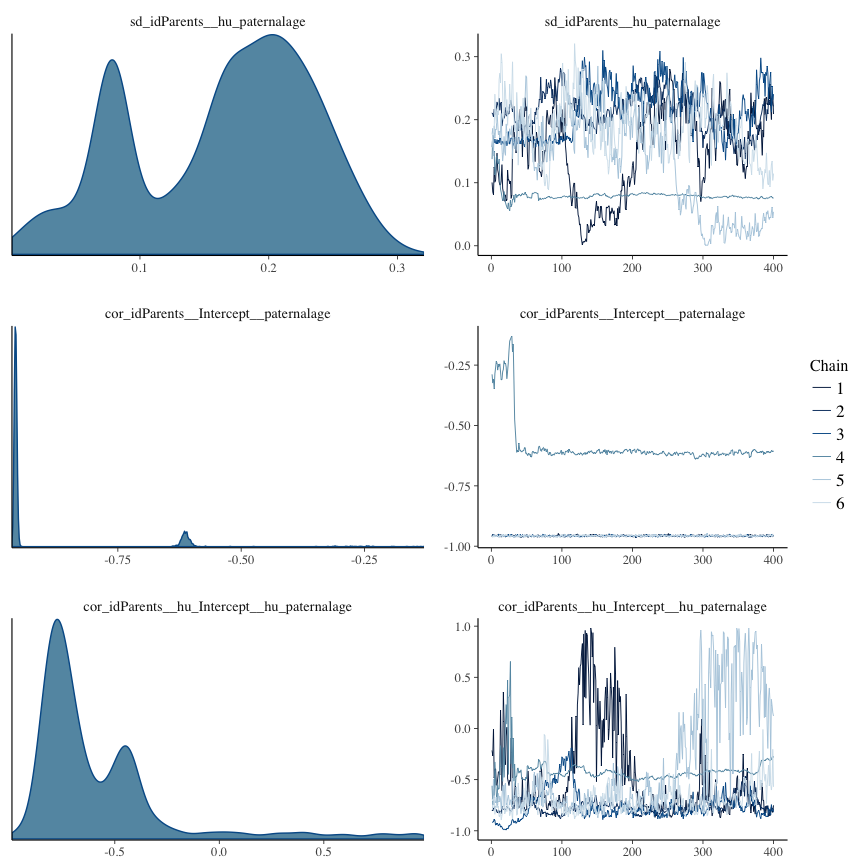 sd_idParents__hu_paternalage
0.1 0.2 0.3
sd_idParents__hu_paternalage
0.3
0.2
0.1
0.0
0 100 200 300 400
cor_idParents__Intercept__paternalage
-0.75 -0.50 -0.25
cor_idParents__Intercept__paternalage
-0.25
-0.50
-0.75
-1.00
0 100 200 300 400
Chain
1
2
3
4
5
6
cor_idParents__hu_Intercept__hu_paternalage
-0.5 0.0 0.5
cor_idParents__hu_Intercept__hu_paternalage
1.0
0.5
0.0
-0.5
-1.0
0 100 200 300 400